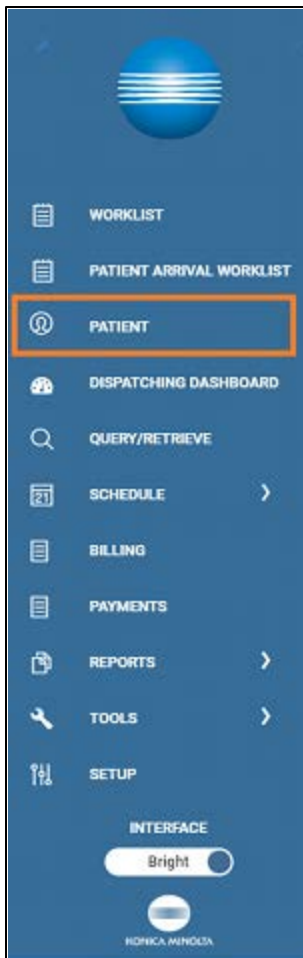 WORKLIST
PATIENT ARRIVAL WORKLIST
PATIENT
DISPATCHING DASHBOARD
QUERY/RETRIEVE
21
SCHEDULE
BILLING
PAYMENTS
REPORTS
TOOLS
SETUP
INTERFACE
Bright
KONICA MINOLTA